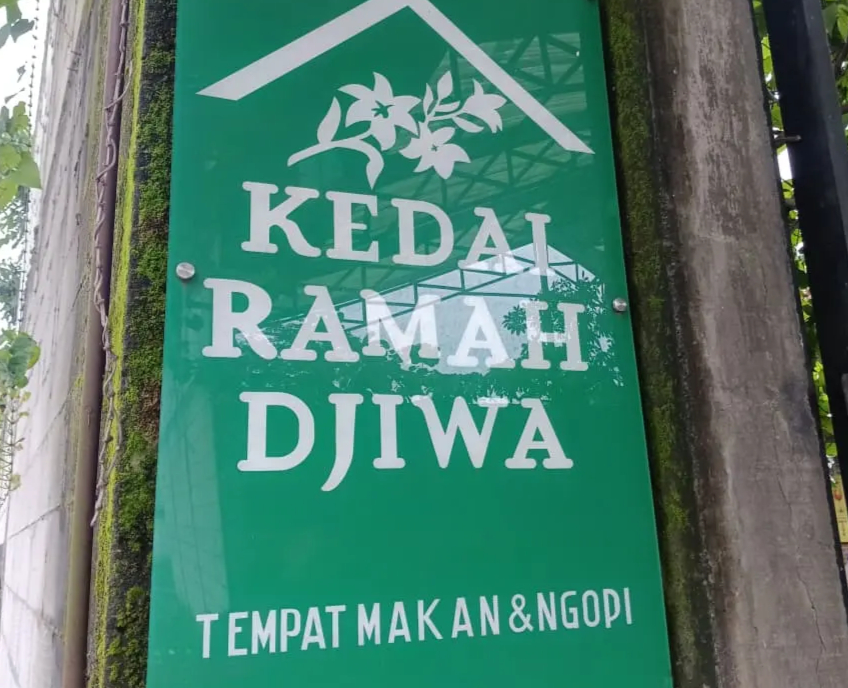 KEDAI
RAMAH
DJIWA
TEMPAT MAKAN & NGOPI